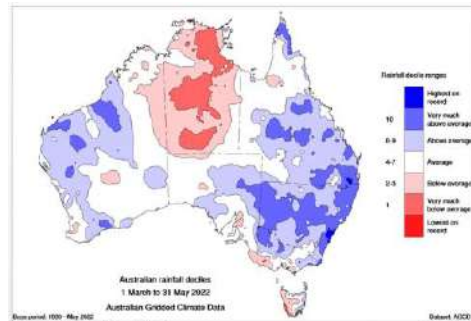 Rainfall decile ranges
Highest on
record
10
Very much
above average
8-9
Above average
4-7
Average
2-3
Below average
1
Very much
below average
Lowest on
record
Australian rainfall deciles
1 March to 31 May 2022
Australian Gridded Climate Data
Base period: 1900 - May 2022
Dataset: AGCD